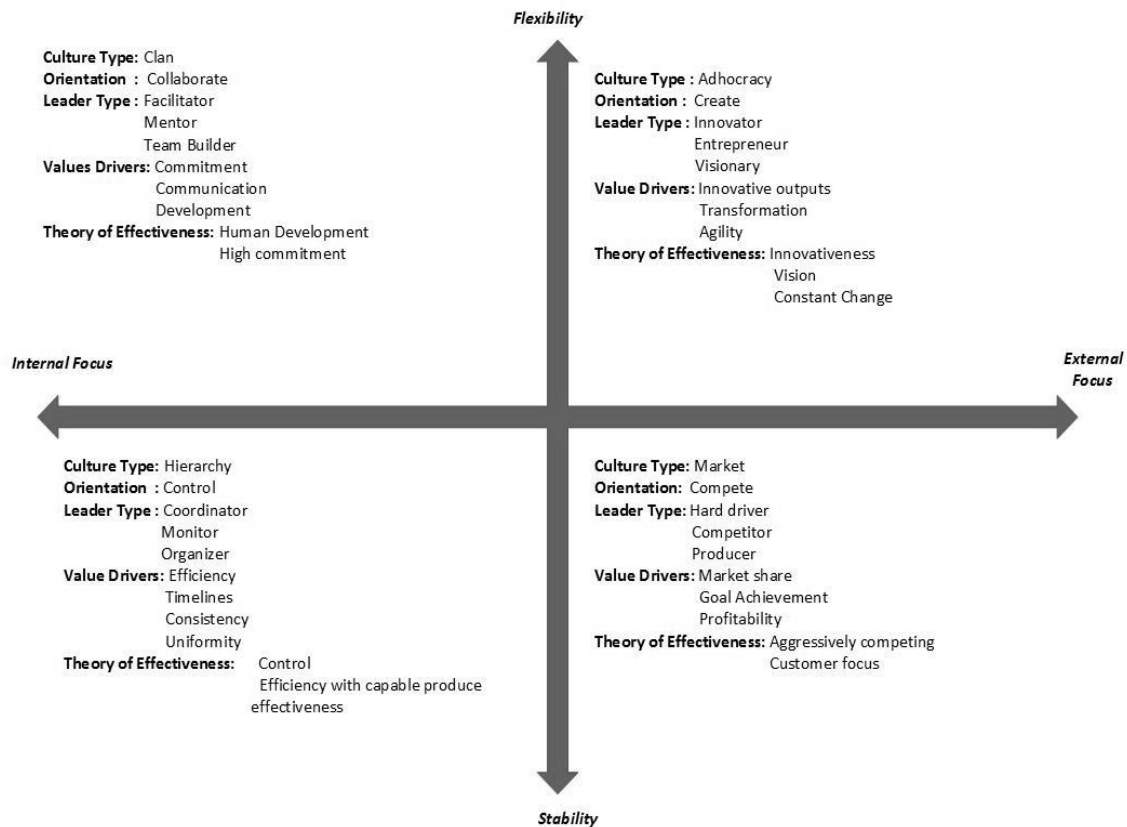 Flexibility
Culture Type: Clan
Orientation : Collaborate
Leader Type : Facilitator
Mentor
Team Builder
Values Drivers: Commitment
Communication
Development
Theory of Effectiveness: Human Development
High commitment
Culture Type : Adhocracy
Orientation : Create
Leader Type : Innovator
Entrepreneur
Visionary
Value Drivers: Innovative outputs
Transformation
Agility
Theory of Effectiveness: Innovativeness
Vision
Constant Change
Internal Focus
External
Focus
Culture Type: Hierarchy
Orientation : Control
Leader Type : Coordinator
Monitor
Organizer
Value Drivers: Efficiency
Timelines
Consistency
Uniformity
Theory of Effectiveness: Control
Efficiency with capable produce
effectiveness
Culture Type: Market
Orientation: Compete
Leader Type: Hard driver
Competitor
Producer
Value Drivers: Market share
Goal Achievement
Profitability
Theory of Effectiveness: Aggressively competing
Customer focus
Stability